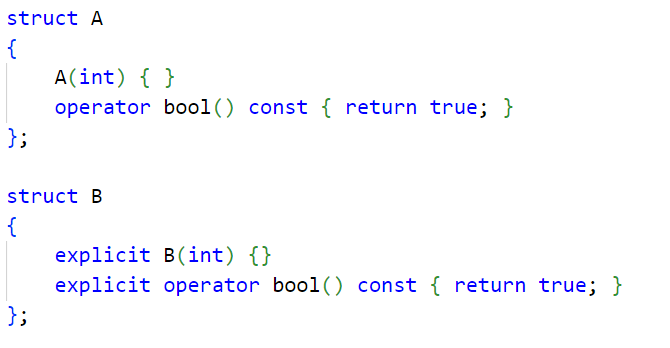 struct A
{
    A(int) { }
    operator bool() const { return true; }
};

struct B
{
    explicit B(int) {}
    explicit operator bool() const { return true; }
};